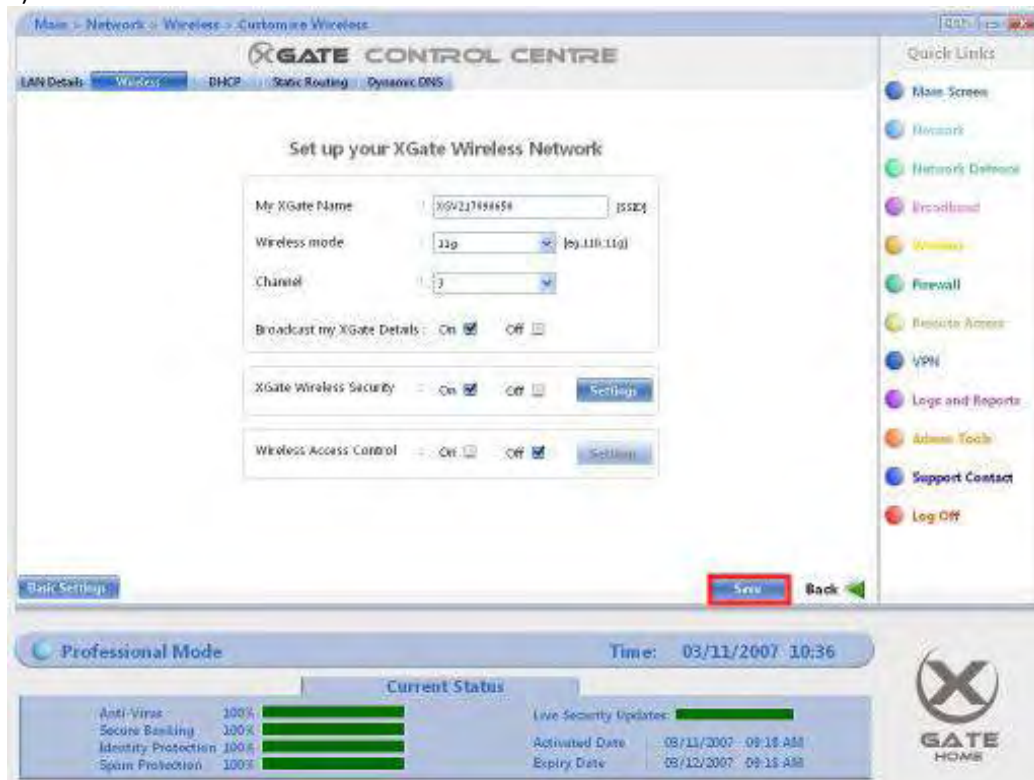 Main > Network > Wireless > Customise Wireless
XGATE CONTROL CENTRE
LAN Details Wireless DHCP Static Routing Dynamic DNS
Set up your XGate Wireless Network
My XGate Name : [SSID]
Wireless mode : 11g [eg.11b,11g]
Channel : 3
Broadcast my XGate Details : On Off
XGate Wireless Security : On Off Settings
Wireless Access Control : On Off Settings
Basic Settings
Save Back
Quick Links
Main Screen
Network
Network Defence
Broadband
Wireless
Firewall
Remote Access
VPN
Logs and Reports
Admin Tools
Support Contact
Log Off
Professional Mode
Time: 03/11/2007 10:36
Current Status
Anti-Virus 100%
Secure Banking 100%
Identity Protection 100%
Spam Protection 100%
Live Security Updates:
Activated Date 03/11/2007 09:18 AM
Expiry Date 03/12/2007 09:18 AM
X
GATE
HOME